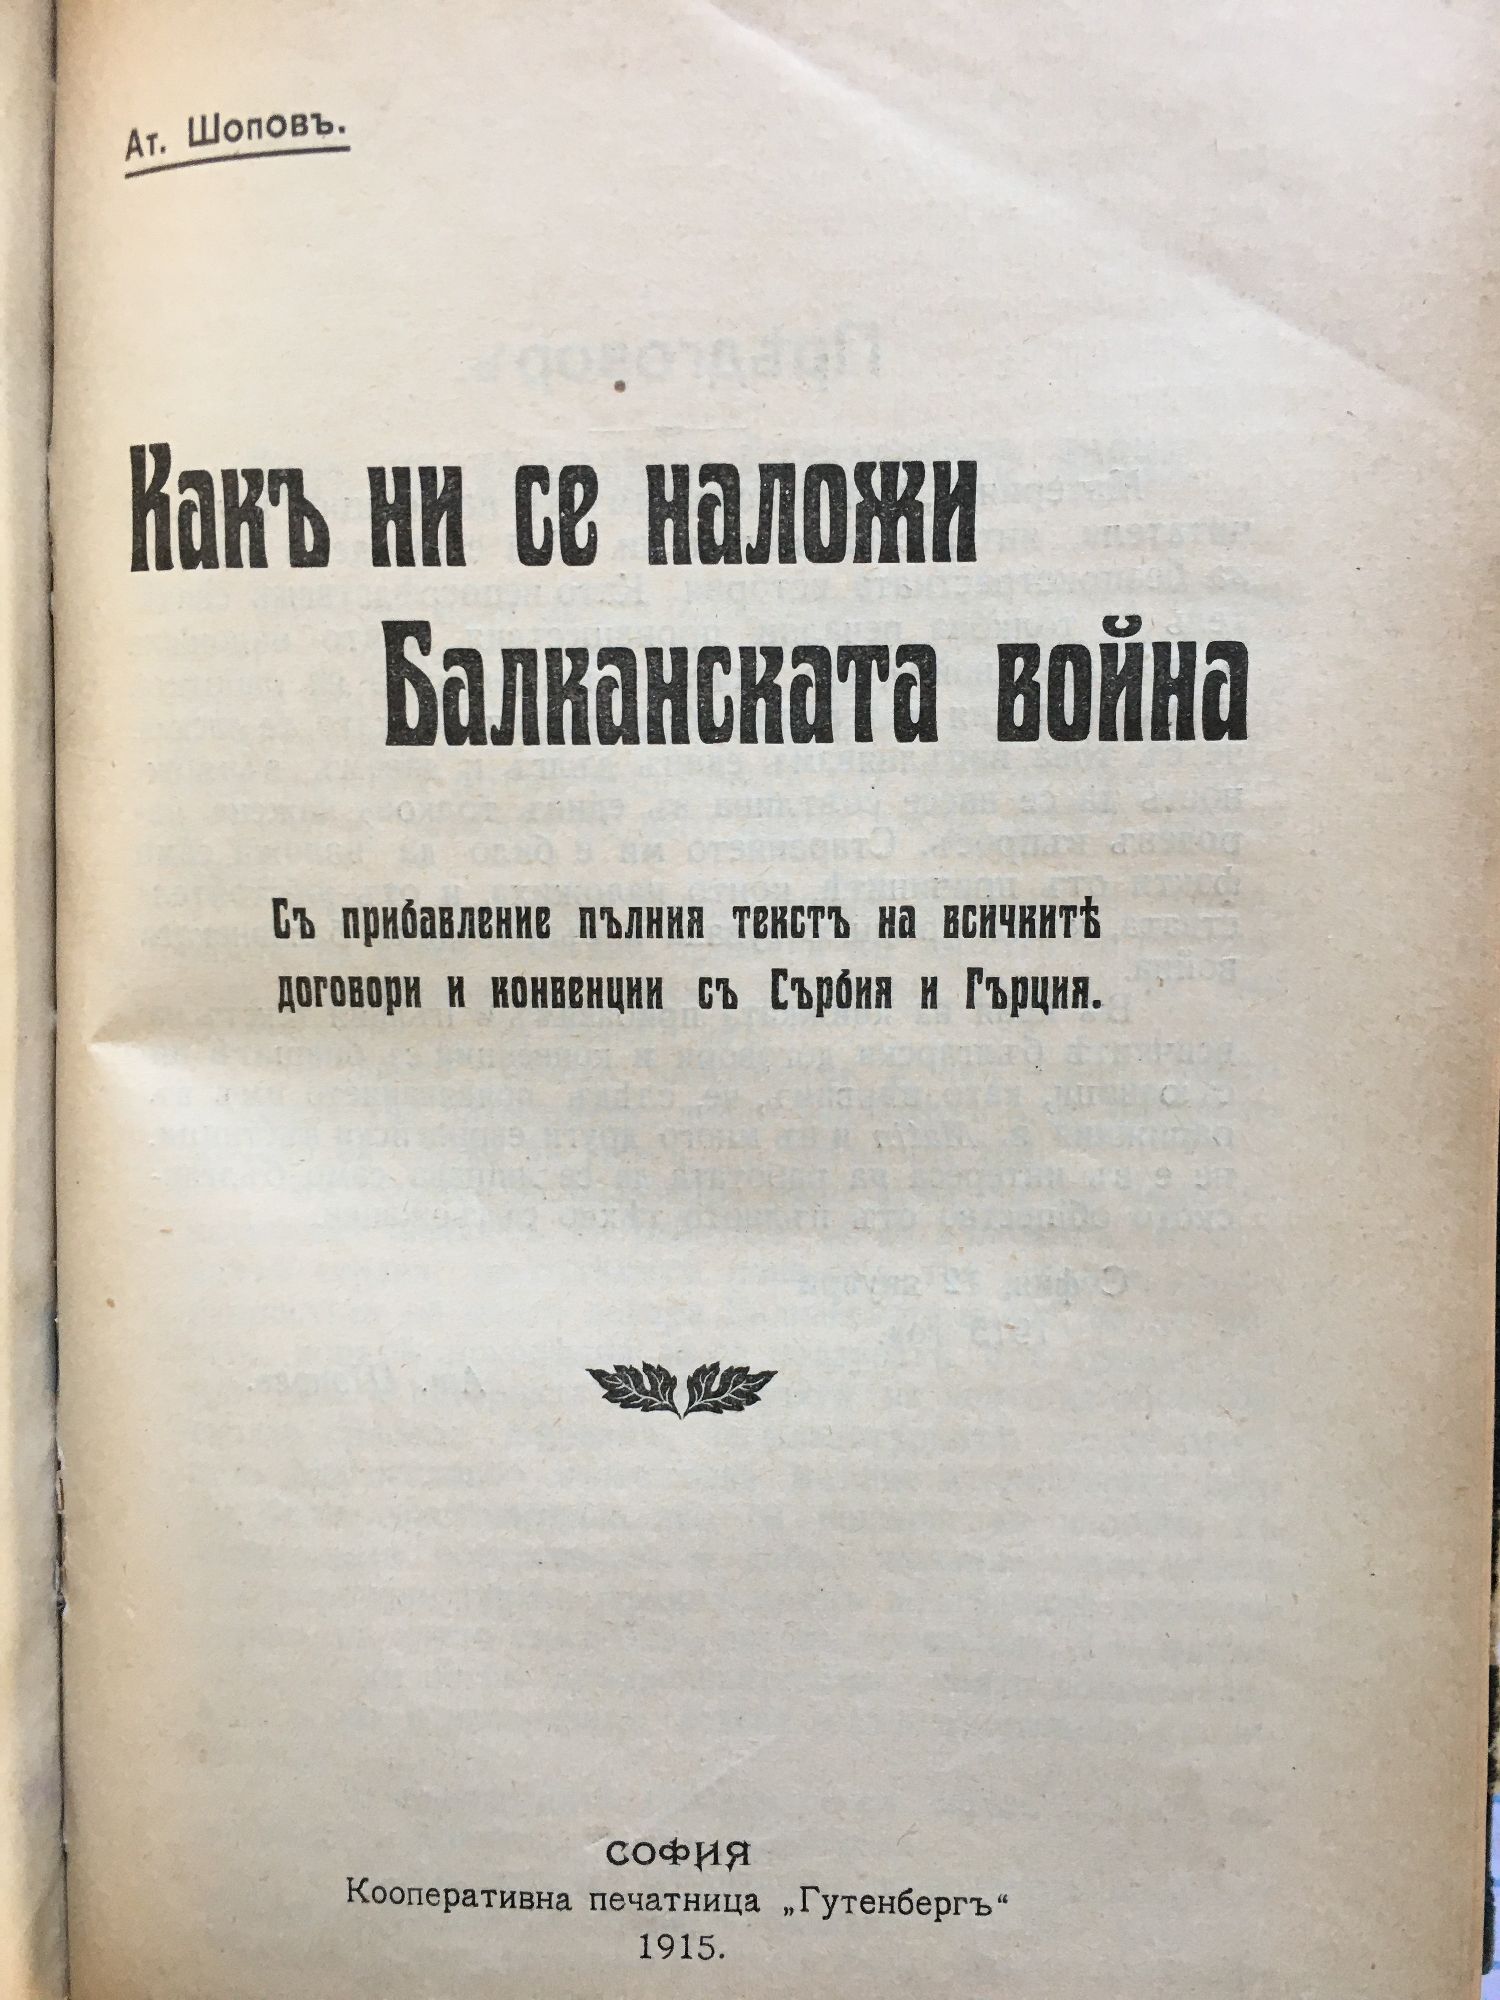 Ат. Шоповъ.
Какъ ни се наложи
Балканската война
Съ прибавление пълния текстъ на всичкитѣ
договори и конвенции съ Сърбия и Гърция.
СОФИЯ
Кооперативна печатница „Гутенбергъ“
1915.